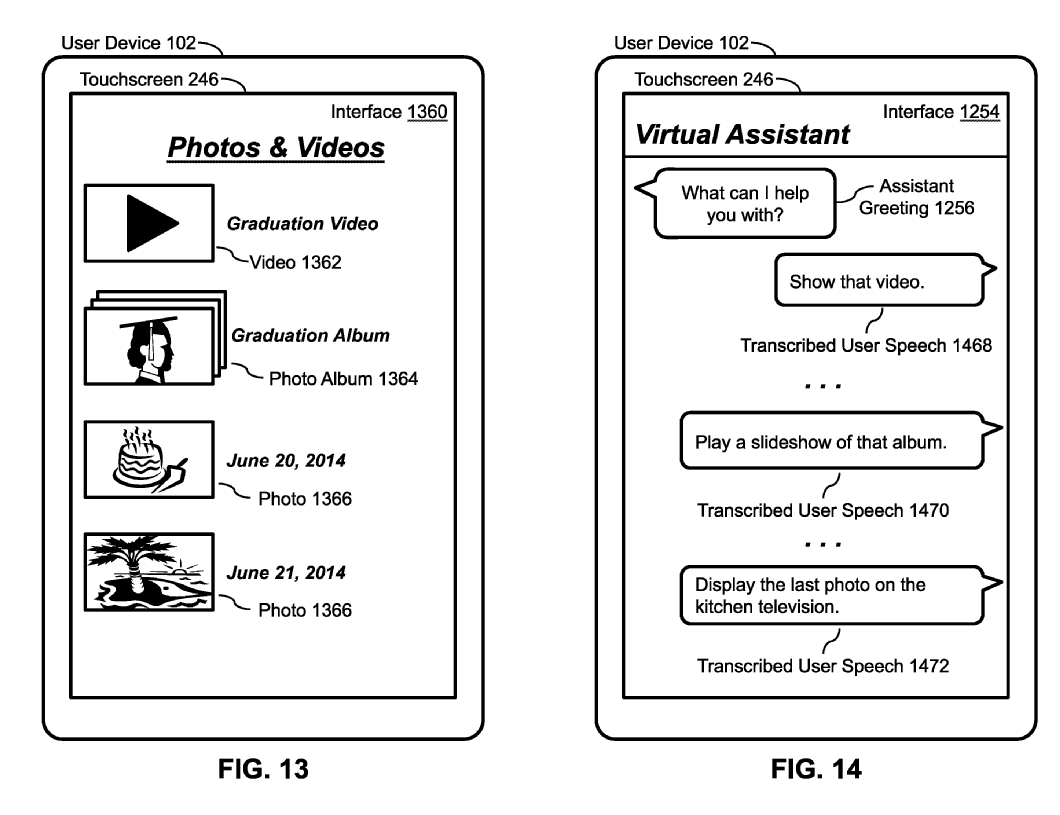 User Device 102
Touchscreen 246
Interface 1360
Photos & Videos
Graduation Video
Video 1362
Graduation Album
Photo Album 1364
June 20, 2014
Photo 1366
June 21, 2014
Photo 1366
FIG. 13
User Device 102
Touchscreen 246
Interface 1254
Virtual Assistant
What can I help
you with?
Assistant
Greeting 1256
Show that video.
Transcribed User Speech 1468
. . .
Play a slideshow of that album.
Transcribed User Speech 1470
. . .
Display the last photo on the
kitchen television.
Transcribed User Speech 1472
FIG. 14